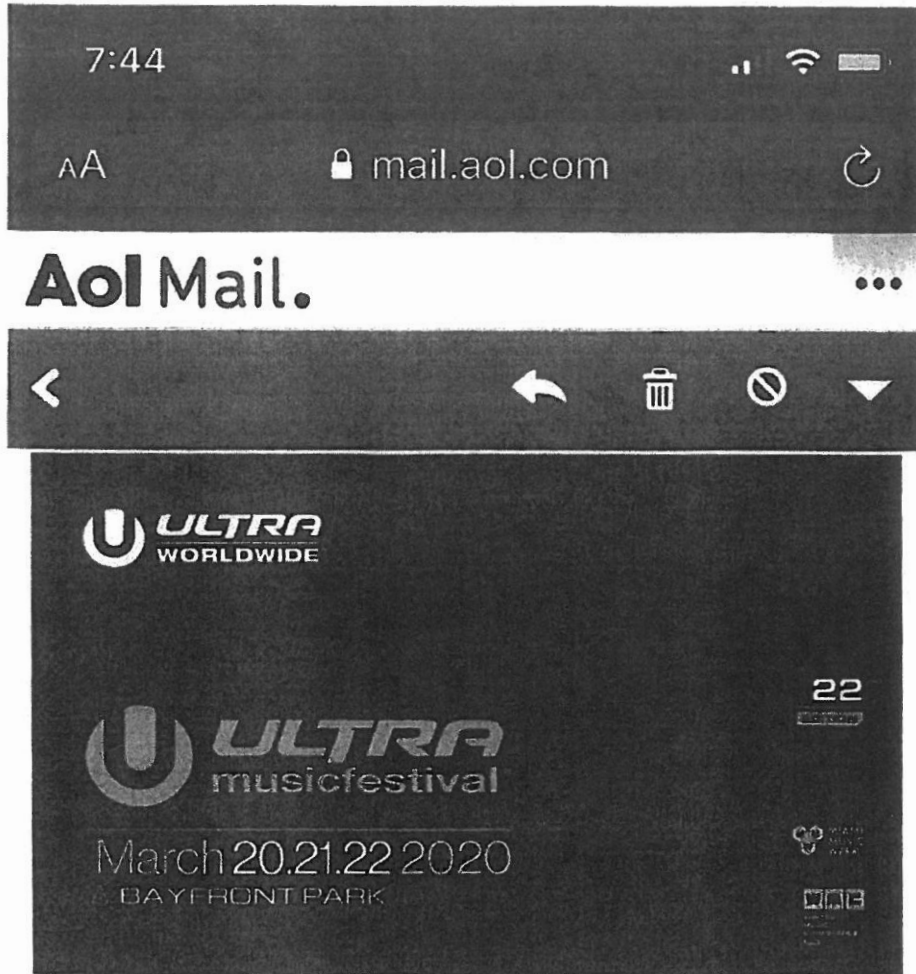 7:44
AA
mail.aol.com
Aol Mail.
ULTRA
WORLDWIDE
22
ULTRA
musicfestival
March 20.21.22 2020
BAYFRONT PARK